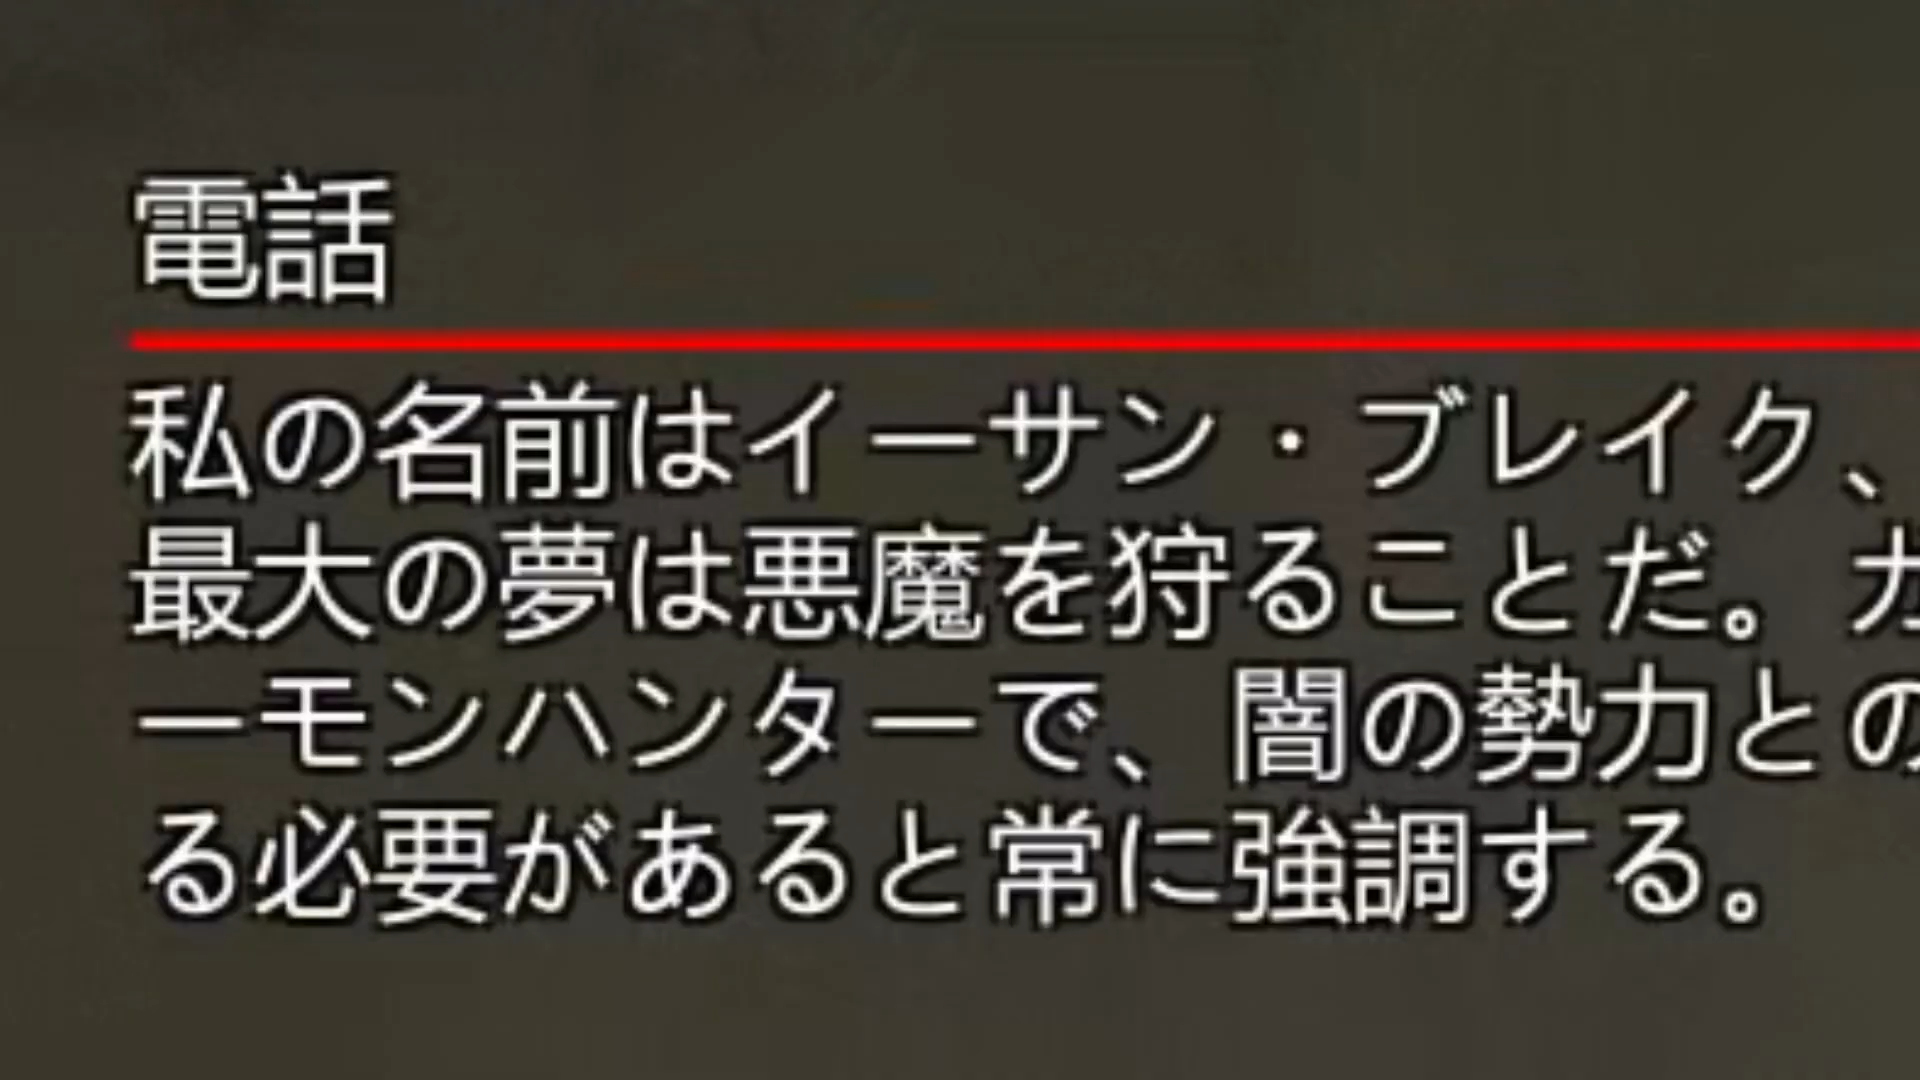 電話
私の名前はイーサン・ブレイク、
最大の夢は悪魔を狩ることだ。
ーモンハンターで、闇の勢力との
る必要があると常に強調する。